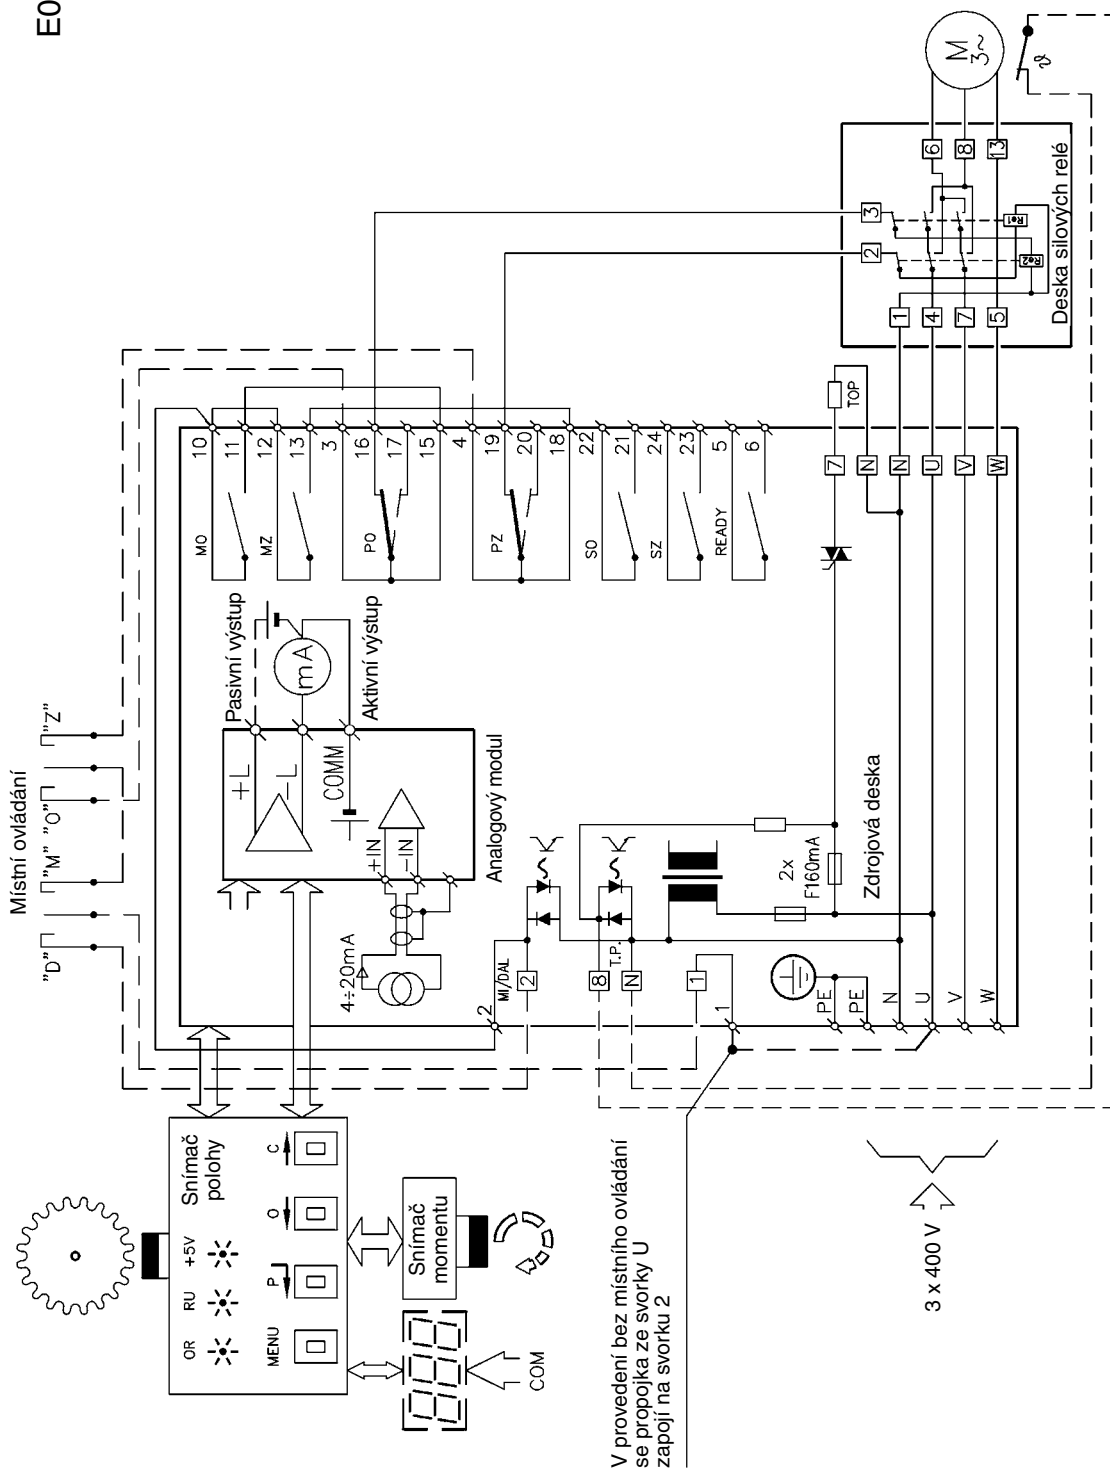 E0
Místní ovládání
"D"
"M"
"O"
"Z"
Snímač
polohy
OR
RU
+5V
MENU
P
O
C
Snímač
momentu
COM
4÷20mA
+IN
-IN
+L
-L
COMM
Analogový modul
Pasivní výstup
mA
Aktivní výstup
MO
MZ
PO
PZ
SO
SZ
READY
10
11
12
13
3
16
17
15
4
19
20
18
22
21
24
23
5
6
2
MI/DAL
2
8
T.P.
N
1
1
PE
PE
N
U
V
W
2x
F160mA
Zdrojová deska
7
N
N
U
V
W
TOP
2
3
1
4
7
5
6
8
13
Re1
Re2
Deska silových relé
M
3~
ϑ
V provedení bez místního ovládání
se propojka ze svorky U
zapojí na svorku 2
3 x 400 V